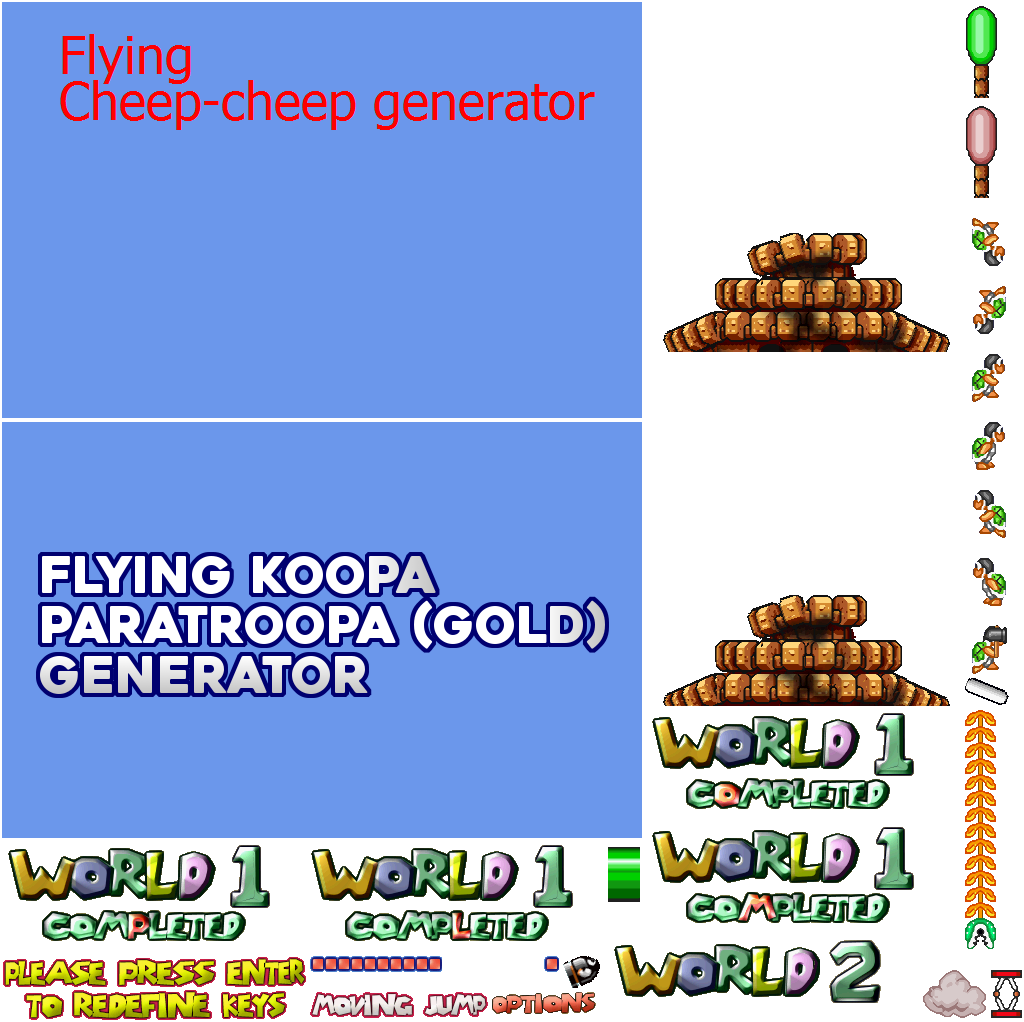 Flying
Cheep-cheep generator
FLYING KOOPA
PARATROOPA (GOLD)
GENERATOR
WORLD 1
COMPLETED
WORLD 1
COMPLETED
WORLD 1
COMPLETED
WORLD 1
COMPLETED
WORLD 2
PLEASE PRESS ENTER
TO REDEFINE KEYS
MOVING JUMP OPTIONS